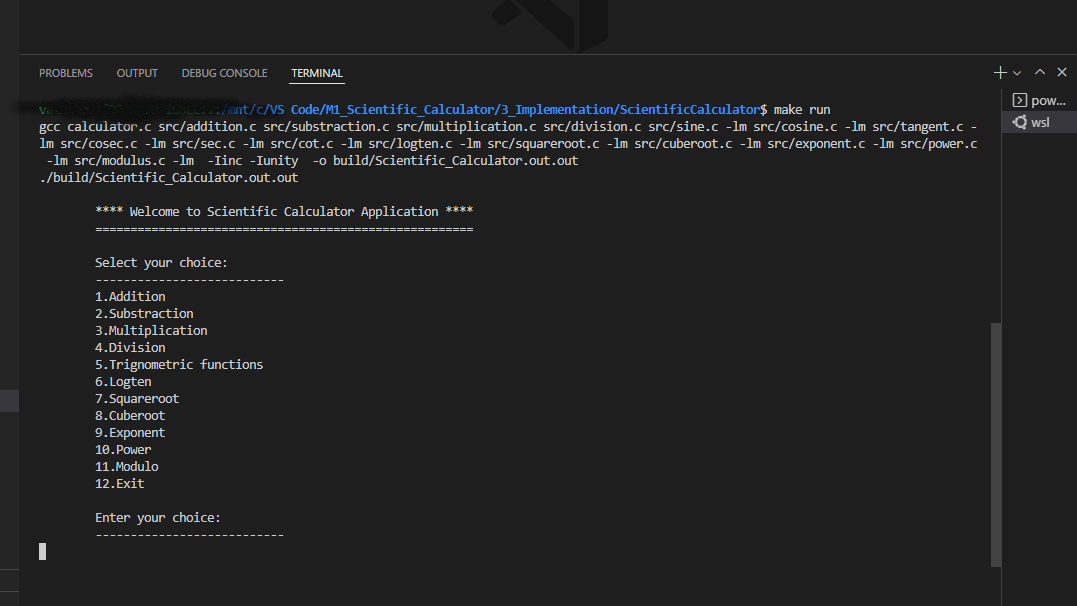 PROBLEMS OUTPUT DEBUG CONSOLE TERMINAL
pow...
wsl
:/mnt/c/VS Code/M1_Scientific_Calculator/3_Implementation/ScientificCalculator$ make run
gcc calculator.c src/addition.c src/substraction.c src/multiplication.c src/division.c src/sine.c -lm src/cosine.c -lm src/tangent.c -
lm src/cosec.c -lm src/sec.c -lm src/cot.c -lm src/logten.c -lm src/squareroot.c -lm src/cuberoot.c -lm src/exponent.c -lm src/power.c
-lm src/modulus.c -lm  -Iinc -Iunity  -o build/Scientific_Calculator.out.out
./build/Scientific_Calculator.out.out
**** Welcome to Scientific Calculator Application ****
======================================================
Select your choice:
---------------------------
1.Addition
2.Substraction
3.Multiplication
4.Division
5.Trignometric functions
6.Logten
7.Squareroot
8.Cuberoot
9.Exponent
10.Power
11.Modulo
12.Exit
Enter your choice:
---------------------------